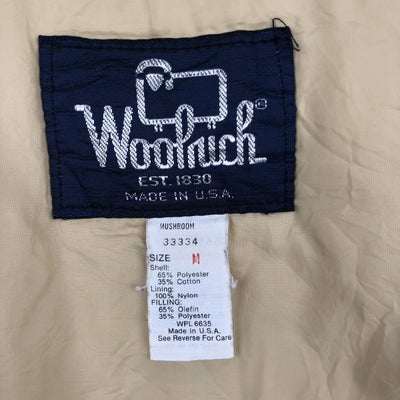 Woolrich®
EST. 1830
MADE IN U.S.A.
MUSHROOM
33334
SIZE M
Shell:
65% Polyester
35% Cotton
Lining:
100% Nylon
FILLING:
65% Olefin
35% Polyester
WPL 6635
Made in U.S.A.
See Reverse For Care